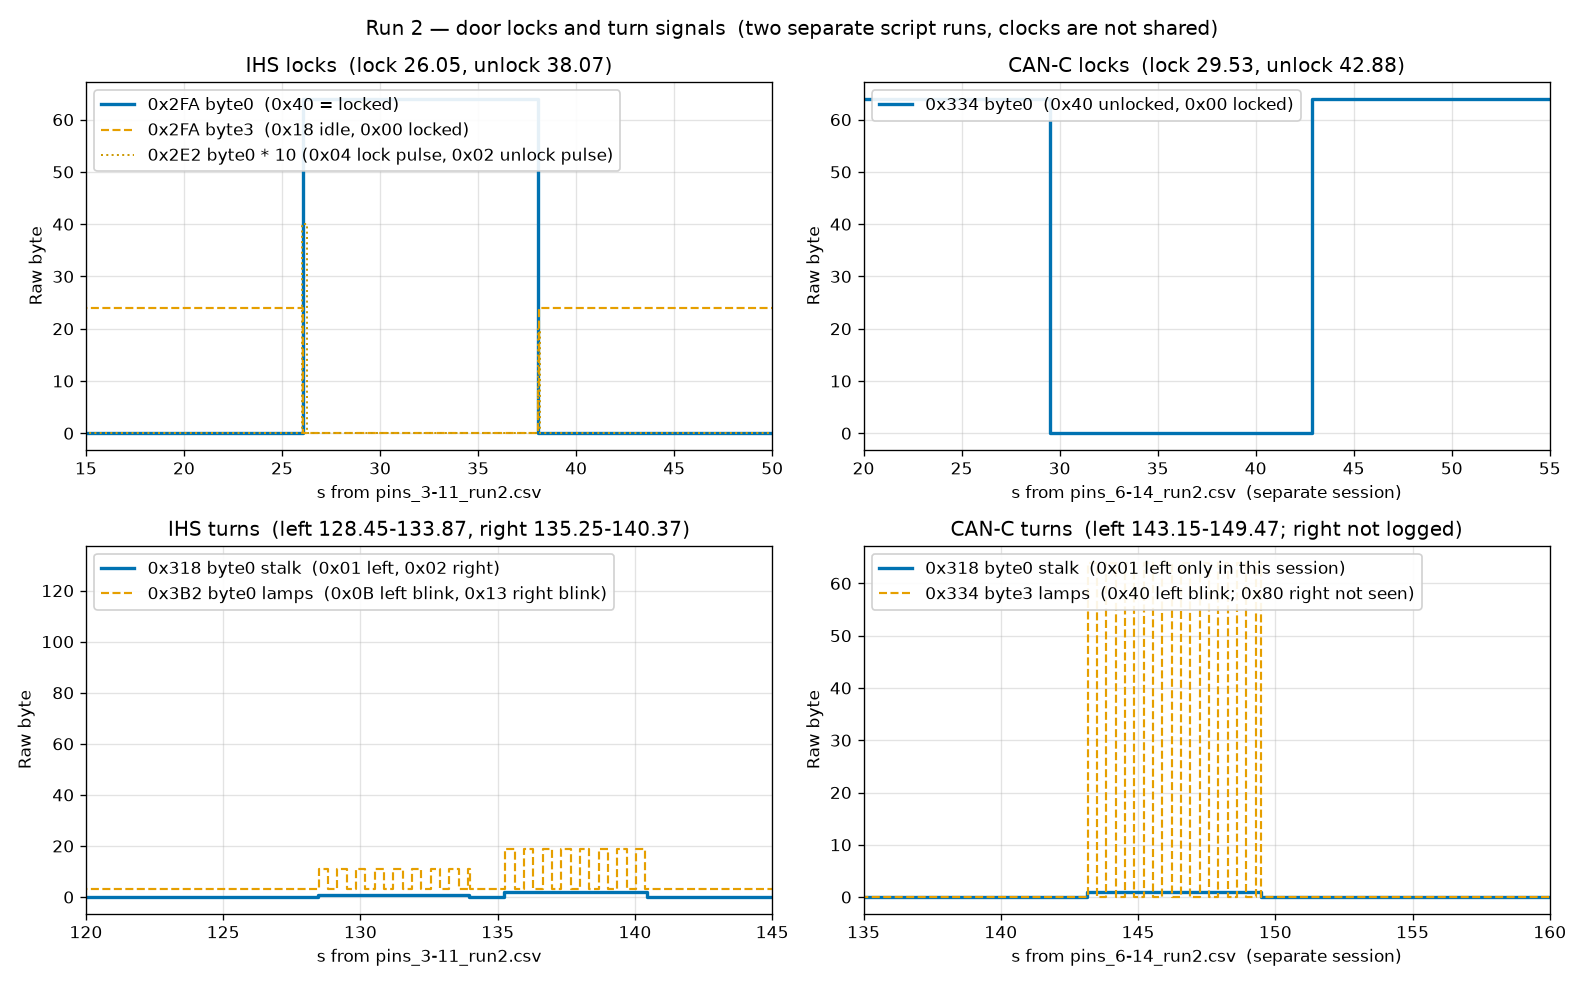 Run 2 — door locks and turn signals  (two separate script runs, clocks are not shared)
IHS locks  (lock 26.05, unlock 38.07)
0x2FA byte0  (0x40 = locked)
0x2FA byte3  (0x18 idle, 0x00 locked)
0x2E2 byte0 * 10 (0x04 lock pulse, 0x02 unlock pulse)
Raw byte
60
50
40
30
20
10
0
15 20 25 30 35 40 45 50
s from pins_3-11_run2.csv
CAN-C locks  (lock 29.53, unlock 42.88)
0x334 byte0  (0x40 unlocked, 0x00 locked)
Raw byte
60
50
40
30
20
10
0
20 25 30 35 40 45 50 55
s from pins_6-14_run2.csv  (separate session)
IHS turns  (left 128.45-133.87, right 135.25-140.37)
0x318 byte0 stalk  (0x01 left, 0x02 right)
0x3B2 byte0 lamps  (0x0B left blink, 0x13 right blink)
Raw byte
120
100
80
60
40
20
0
120 125 130 135 140 145
s from pins_3-11_run2.csv
CAN-C turns  (left 143.15-149.47; right not logged)
0x318 byte0 stalk  (0x01 left only in this session)
0x334 byte3 lamps  (0x40 left blink; 0x80 right not seen)
Raw byte
60
50
40
30
20
10
0
135 140 145 150 155 160
s from pins_6-14_run2.csv  (separate session)